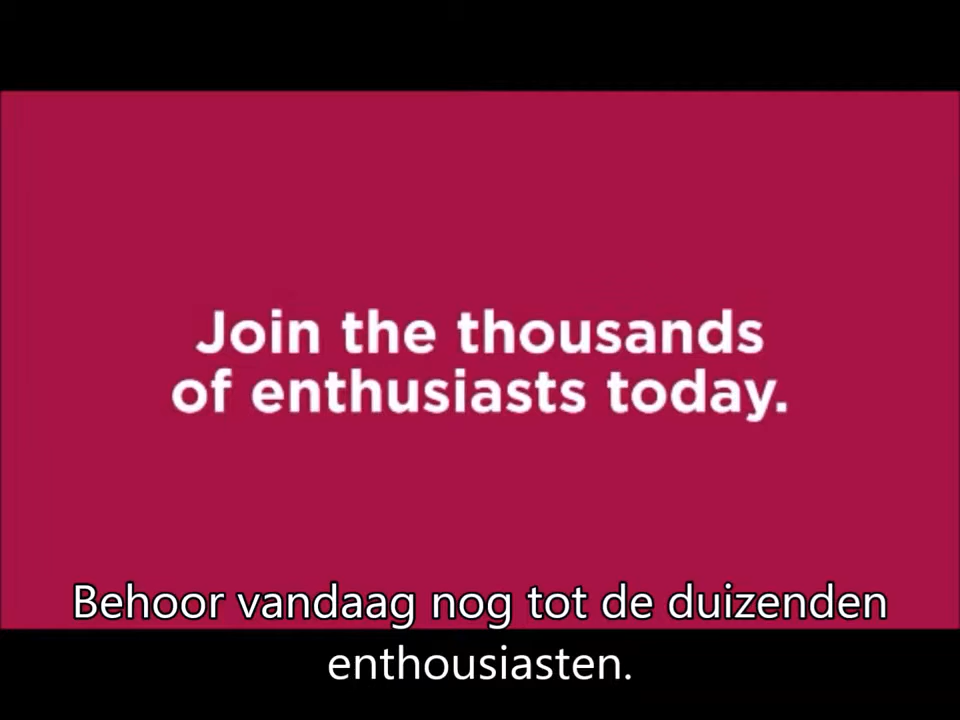 Join the thousands
of enthusiasts today.
Behoor vandaag nog tot de duizenden
enthousiasten.